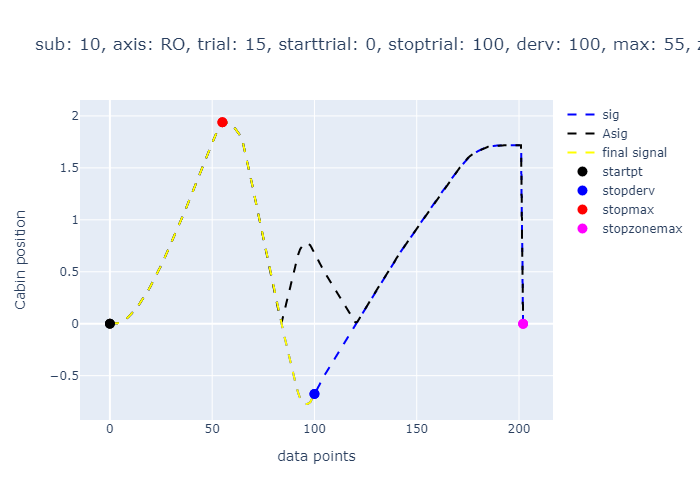 sub: 10, axis: RO, trial: 15, starttrial: 0, stoptrial: 100, derv: 100, max: 55,
sig
Asig
final signal
startpt
stopderv
stopmax
stopzonemax
Cabin position
2
1.5
1
0.5
0
−0.5
0 50 100 150 200
data points